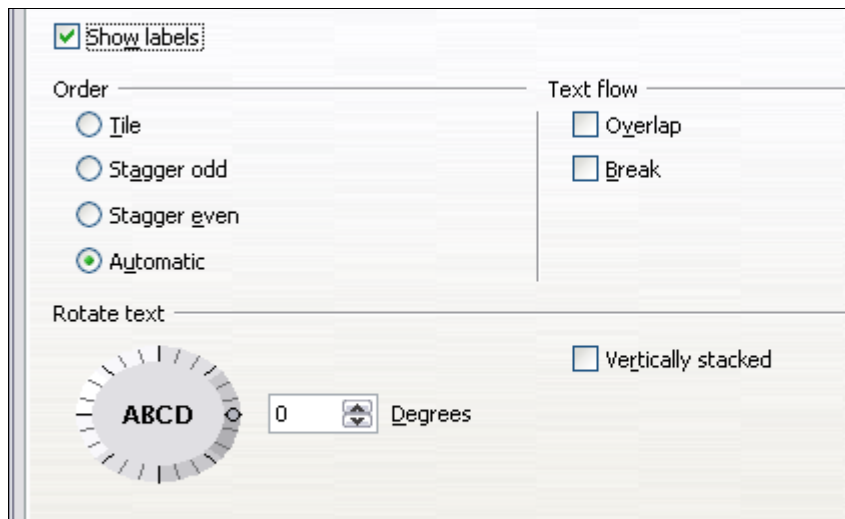 Show labels
Order
Text flow
Tile
Overlap
Stagger odd
Break
Stagger even
Automatic
Rotate text
Vertically stacked
ABCD
0
Degrees